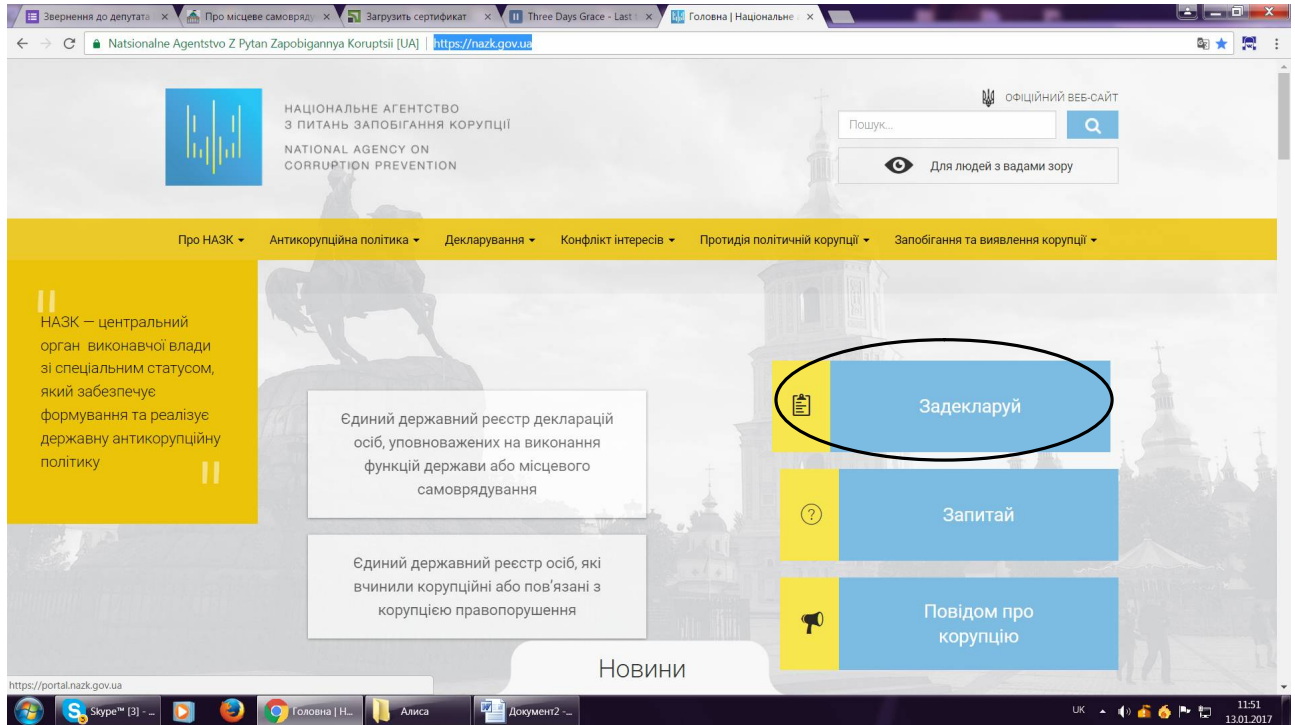 Звернення до депутата
Про місцеве самовряду
Загрузить сертификат
Three Days Grace - Last
Головна | Національне
Natsionalne Agentstvo Z Pytan Zapobigannya Koruptsii [UA] | https://nazk.gov.ua
НАЦІОНАЛЬНЕ АГЕНТСТВО
З ПИТАНЬ ЗАПОБІГАННЯ КОРУПЦІЇ
NATIONAL AGENCY ON
CORRUPTION PREVENTION
ОФІЦІЙНИЙ ВЕБ-САЙТ
Пошук...
Для людей з вадами зору
Про НАЗК
Антикорупційна політика
Декларування
Конфлікт інтересів
Протидія політичній корупції
Запобігання та виявлення корупції
НАЗК — центральний
орган виконавчої влади
зі спеціальним статусом,
який забезпечує
формування та реалізує
державну антикорупційну
політику
Єдиний державний реєстр декларацій
осіб, уповноважених на виконання
функцій держави або місцевого
самоврядування
Єдиний державний реєстр осіб, які
вчинили корупційні або пов'язані з
корупцією правопорушення
Задекларуй
Запитай
Повідом про
корупцію
Новини
https://portal.nazk.gov.ua
Skype™ [3] - ...
Головна | Н...
Алиса
Документ2 -...
UK
11:51
13.01.2017